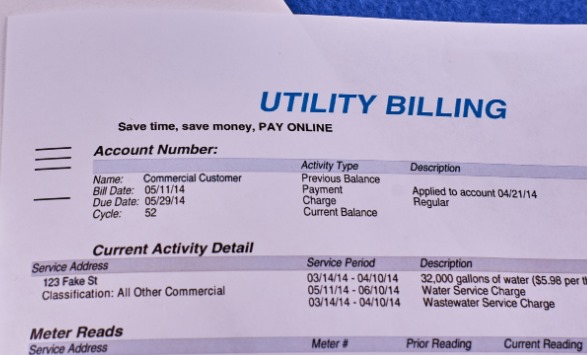 UTILITY BILLING
Save time, save money, PAY ONLINE
Account Number:
Activity Type Description
Name: Commercial Customer Previous Balance
Bill Date: 05/11/14 Payment Applied to account 04/21/14
Due Date: 05/29/14 Charge Regular
Cycle: 52 Current Balance
Current Activity Detail
Service Address Service Period Description
123 Fake St 03/14/14 - 04/10/14 32,000 gallons of water ($5.98 per
Classification: All Other Commercial 05/11/14 - 06/10/14 Water Service Charge
03/14/14 - 04/10/14 Wastewater Service Charge
Meter Reads
Service Address Meter # Prior Reading Current Reading